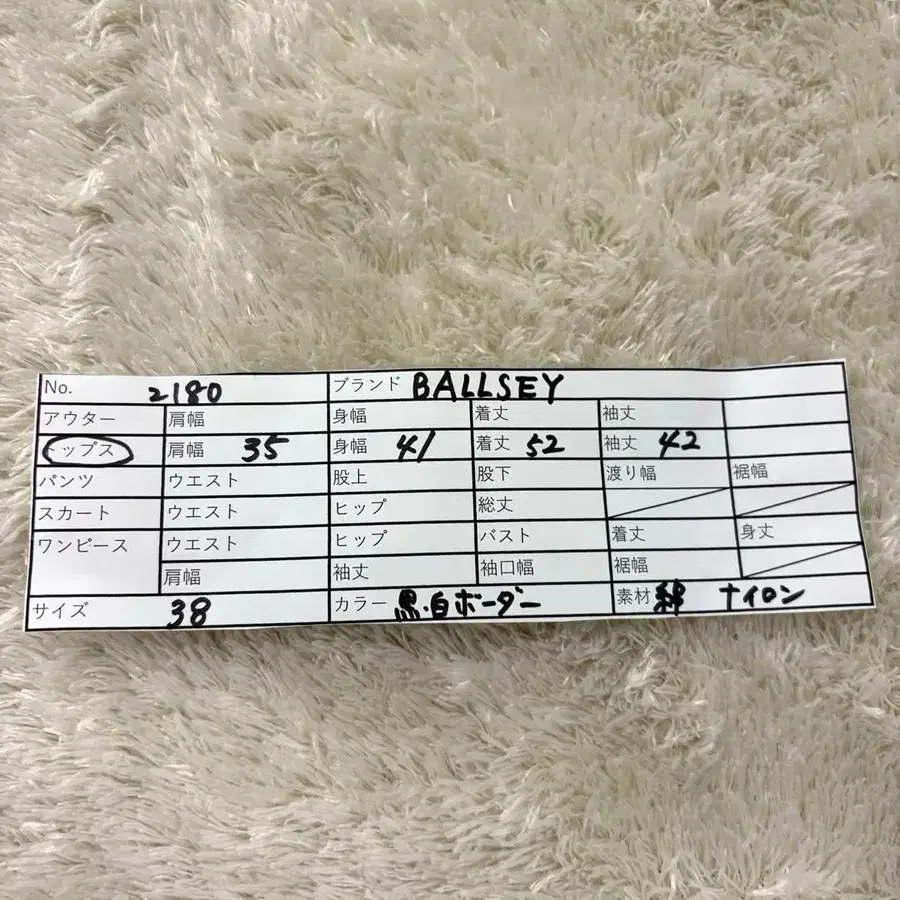 No. 2180 ブランド BALLSEY
アウター 肩幅 身幅 着丈 袖丈
トップス 肩幅 35 身幅 41 着丈 52 袖丈 42
パンツ ウエスト 股上 股下 渡り幅 裾幅
スカート ウエスト ヒップ 総丈
ワンピース ウエスト ヒップ バスト 着丈 身丈
肩幅 袖丈 袖口幅 裾幅
サイズ 38 カラー 黒・白ボーダー 素材 綿 ナイロン